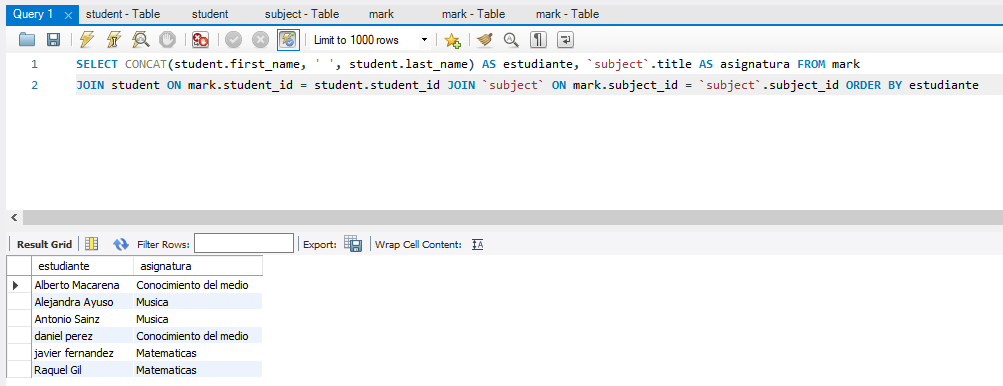 Query 1 student - Table student subject - Table mark mark - Table mark - Table
Limit to 1000 rows
1 SELECT CONCAT(student.first_name, ' ', student.last_name) AS estudiante, `subject`.title AS asignatura FROM mark
2 JOIN student ON mark.student_id = student.student_id JOIN `subject` ON mark.subject_id = `subject`.subject_id ORDER BY estudiante
Result Grid Filter Rows: Export: Wrap Cell Content:
estudiante asignatura
Alberto Macarena Conocimiento del medio
Alejandra Ayuso Musica
Antonio Sainz Musica
daniel perez Conocimiento del medio
javier fernandez Matematicas
Raquel Gil Matematicas